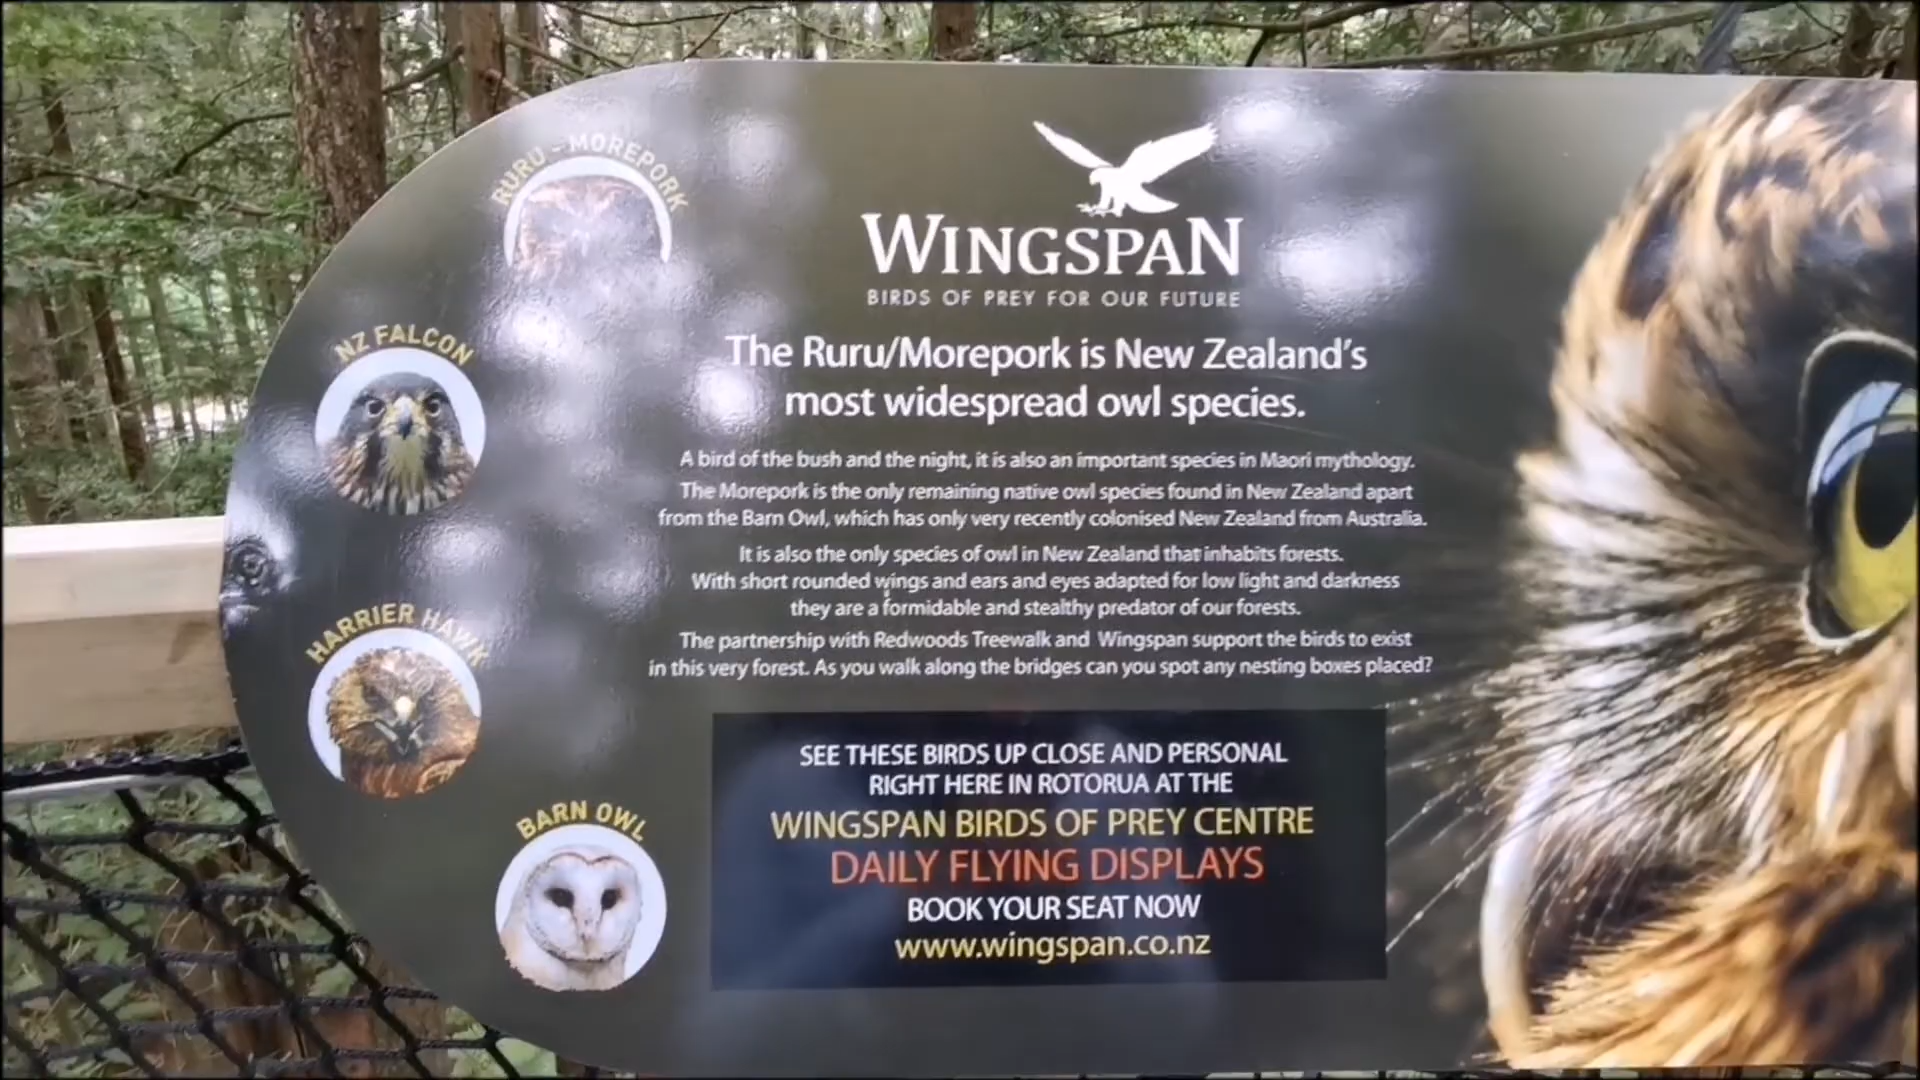 RURU - MOREPORK
NZ FALCON
HARRIER HAWK
BARN OWL
WINGSPAN
BIRDS OF PREY FOR OUR FUTURE
The Ruru/Morepork is New Zealand's
most widespread owl species.
A bird of the bush and the night, it is also an important species in Maori mythology.
The Morepork is the only remaining native owl species found in New Zealand apart
from the Barn Owl, which has only very recently colonised New Zealand from Australia.
It is also the only species of owl in New Zealand that inhabits forests.
With short rounded wings and ears and eyes adapted for low light and darkness
they are a formidable and stealthy predator of our forests.
The partnership with Redwoods Treewalk and Wingspan support the birds to exist
in this very forest. As you walk along the bridges can you spot any nesting boxes placed?
SEE THESE BIRDS UP CLOSE AND PERSONAL
RIGHT HERE IN ROTORUA AT THE
WINGSPAN BIRDS OF PREY CENTRE
DAILY FLYING DISPLAYS
BOOK YOUR SEAT NOW
www.wingspan.co.nz